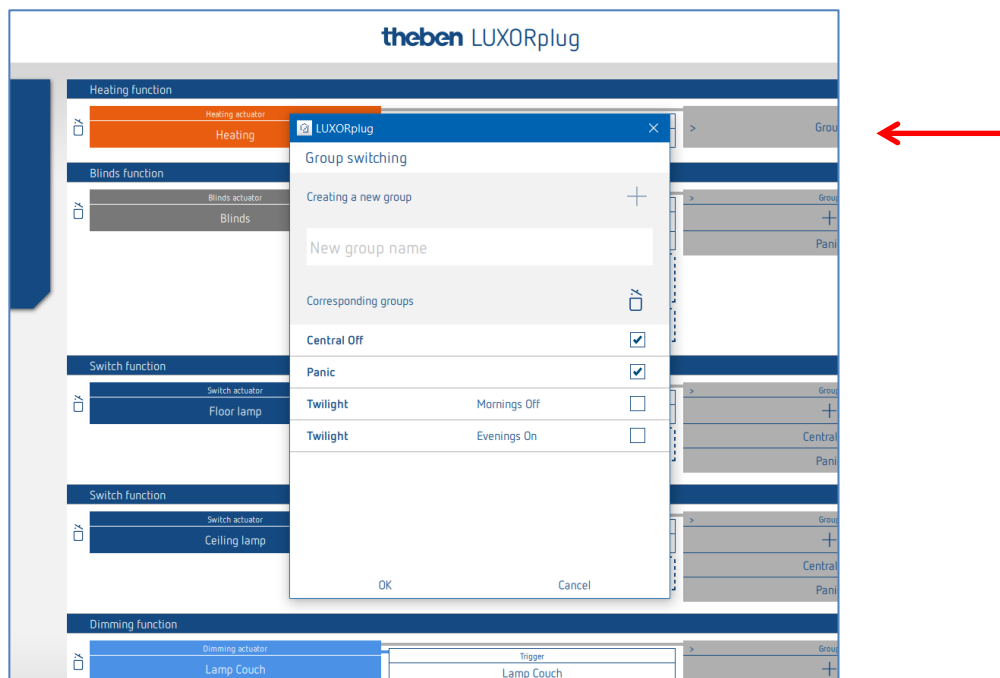 theben LUXORplug
Heating function
Heating actuator
Heating
LUXORplug
Group switching
Creating a new group
New group name
Corresponding groups
Central Off
Panic
Twilight Mornings Off
Twilight Evenings On
OK Cancel
> Grou
Blinds function
Blinds actuator
Blinds
> Group
Pani
Switch function
Switch actuator
Floor lamp
> Group
Central
Pani
Switch function
Switch actuator
Ceiling lamp
> Group
Central
Pani
Dimming function
Dimming actuator
Lamp Couch
Trigger
Lamp Couch
> Group